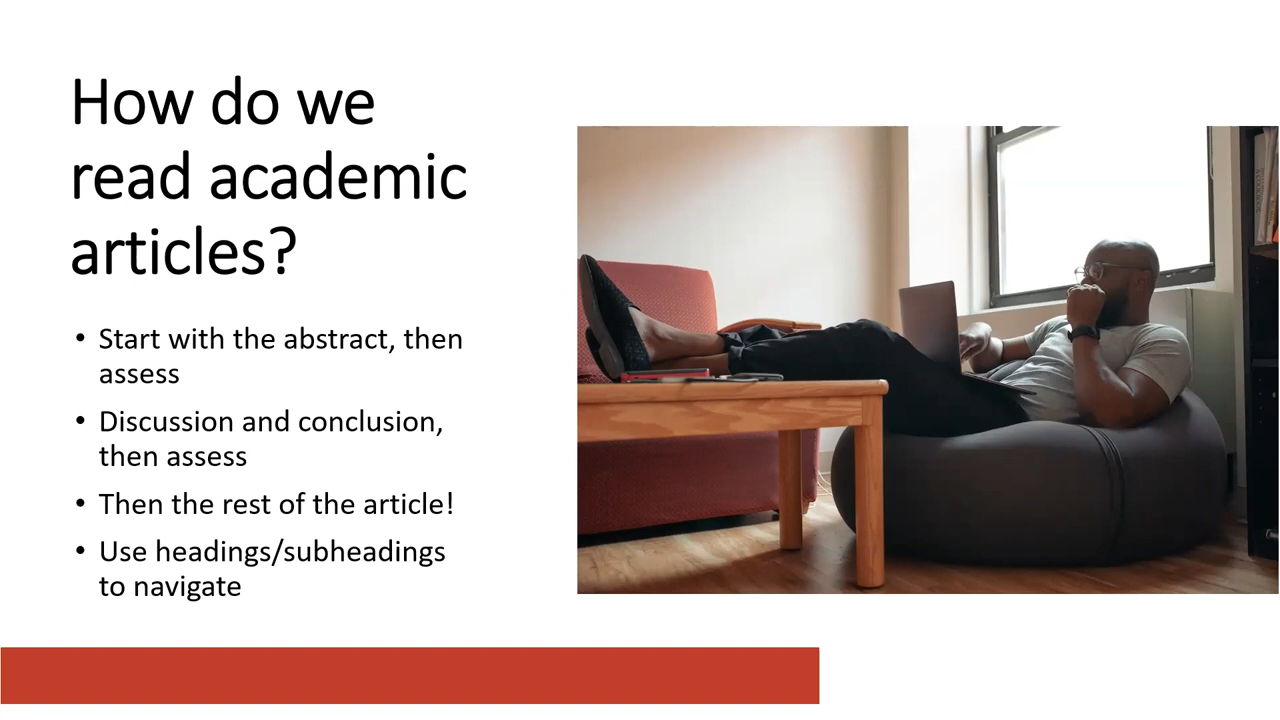 How do we
read academic
articles?
• Start with the abstract, then
assess
• Discussion and conclusion,
then assess
• Then the rest of the article!
• Use headings/subheadings
to navigate